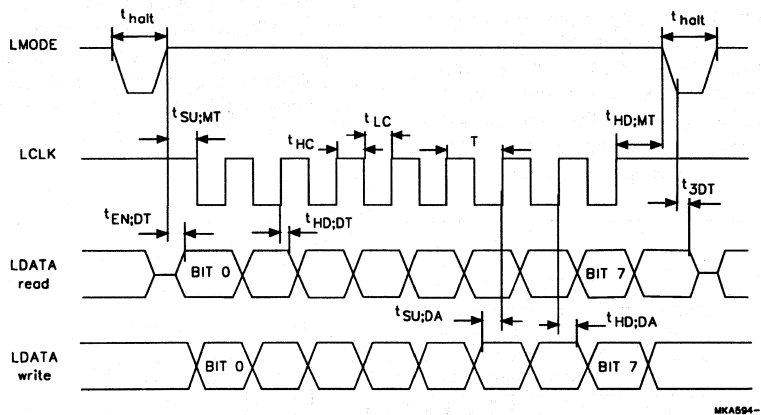 t halt
t halt
LMODE
t SU;MT
t HC
t LC
T
t HD;MT
LCLK
t EN;DT
t HD;DT
t 3DT
LDATA
read
BIT 0
BIT 7
t SU;DA
t HD;DA
LDATA
write
BIT 0
BIT 7
MKA594-